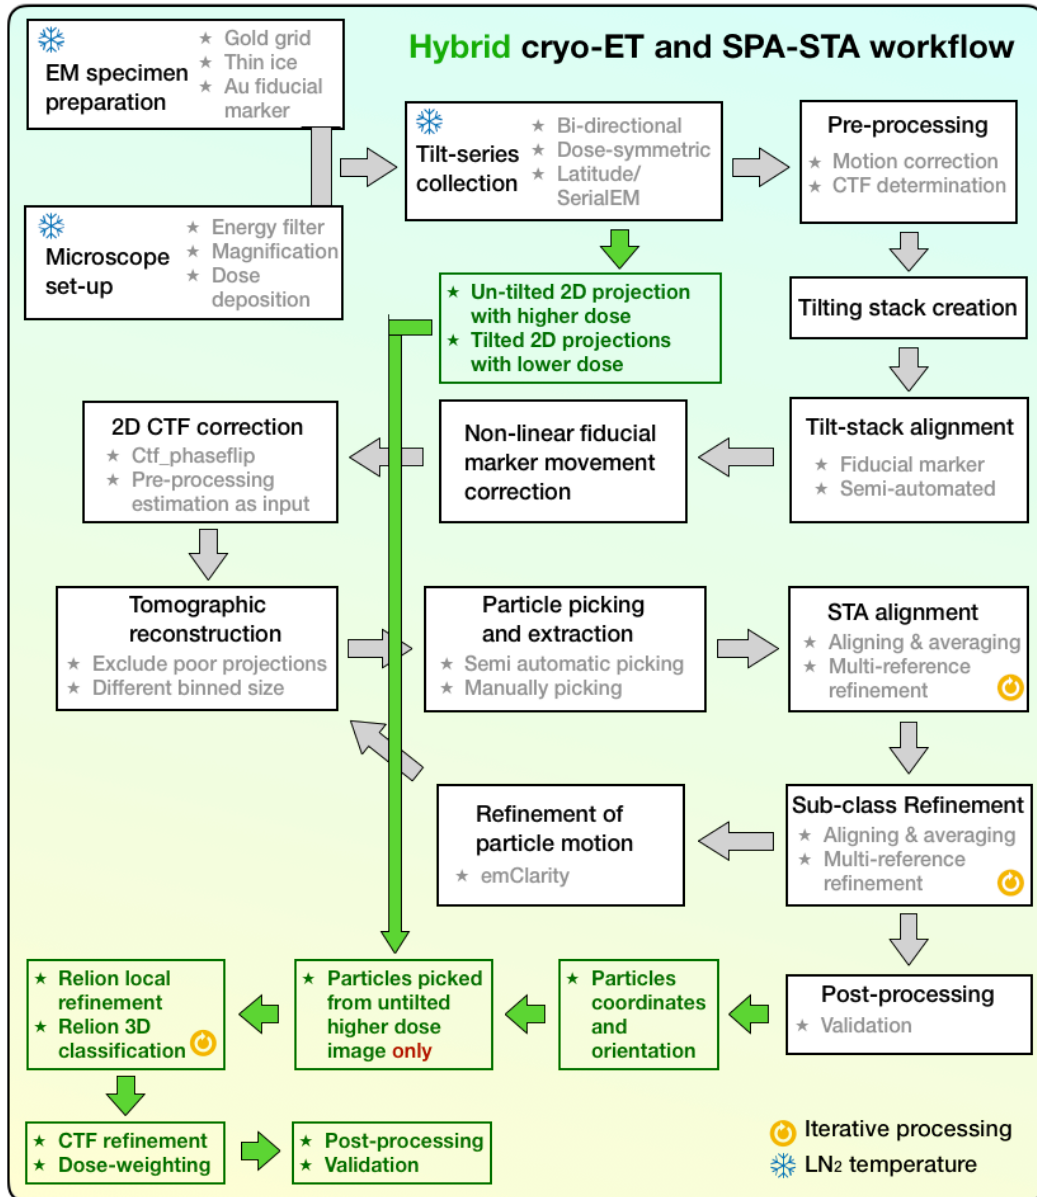 Hybrid cryo-ET and SPA-STA workflow
EM specimen
preparation
Gold grid
Thin ice
Au fiducial
marker
Microscope
set-up
Energy filter
Magnification
Dose
deposition
Tilt-series
collection
Bi-directional
Dose-symmetric
Latitude/
SerialEM
Pre-processing
Motion correction
CTF determination
Un-tilted 2D projection
with higher dose
Tilted 2D projections
with lower dose
Tilting stack creation
Tilt-stack alignment
Fiducial marker
Semi-automated
Non-linear fiducial
marker movement
correction
2D CTF correction
Ctf_phaseflip
Pre-processing
estimation as input
Tomographic
reconstruction
Exclude poor projections
Different binned size
Particle picking
and extraction
Semi automatic picking
Manually picking
STA alignment
Aligning & averaging
Multi-reference
refinement
Sub-class Refinement
Aligning & averaging
Multi-reference
refinement
Refinement of
particle motion
emClarity
Post-processing
Validation
Particles
coordinates
and
orientation
Particles picked
from untilted
higher dose
image only
Relion local
refinement
Relion 3D
classification
CTF refinement
Dose-weighting
Post-processing
Validation
Iterative processing
LN2 temperature